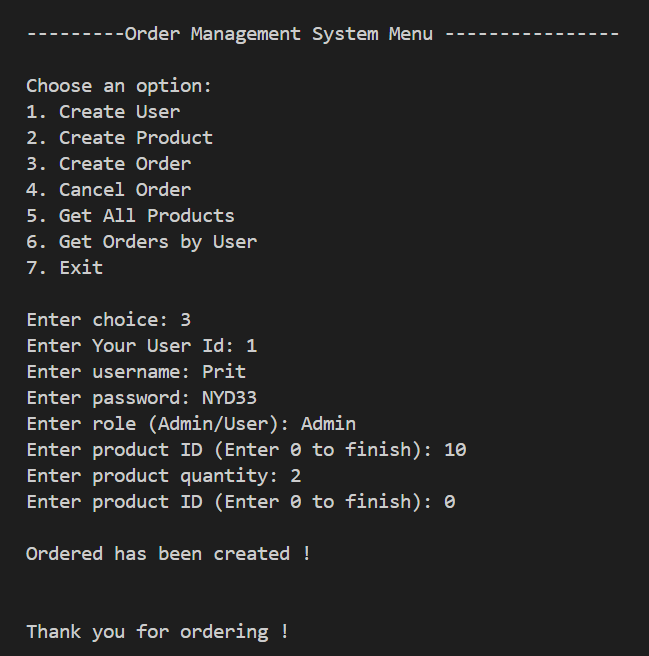 ---------Order Management System Menu ----------------
Choose an option:
1. Create User
2. Create Product
3. Create Order
4. Cancel Order
5. Get All Products
6. Get Orders by User
7. Exit
Enter choice: 3
Enter Your User Id: 1
Enter username: Prit
Enter password: NYD33
Enter role (Admin/User): Admin
Enter product ID (Enter 0 to finish): 10
Enter product quantity: 2
Enter product ID (Enter 0 to finish): 0
Ordered has been created !
Thank you for ordering !